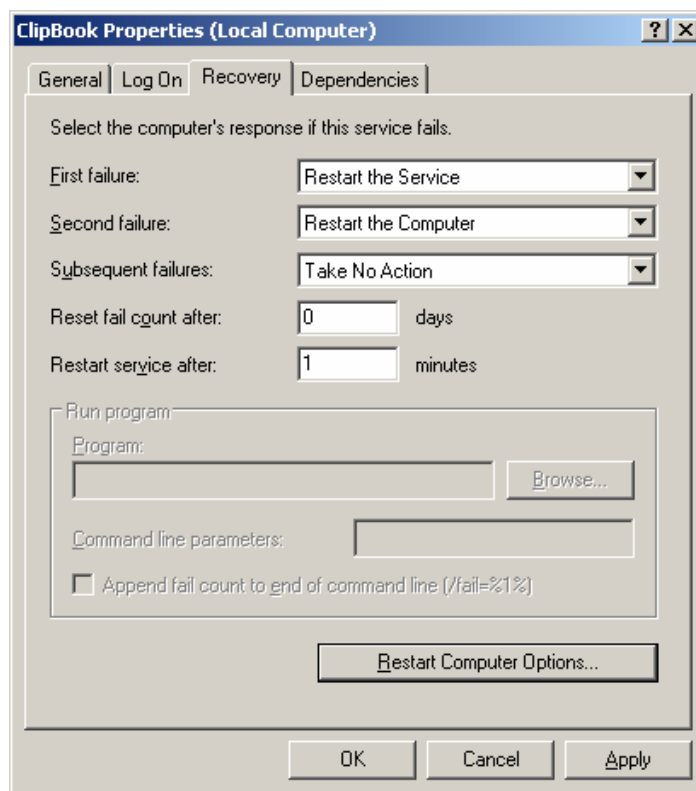 ClipBook Properties (Local Computer)
General Log On Recovery Dependencies
Select the computer's response if this service fails.
First failure: Restart the Service
Second failure: Restart the Computer
Subsequent failures: Take No Action
Reset fail count after: 0 days
Restart service after: 1 minutes
Run program
Program:
Browse...
Command line parameters:
Append fail count to end of command line (/fail=%1%)
Restart Computer Options...
OK Cancel Apply